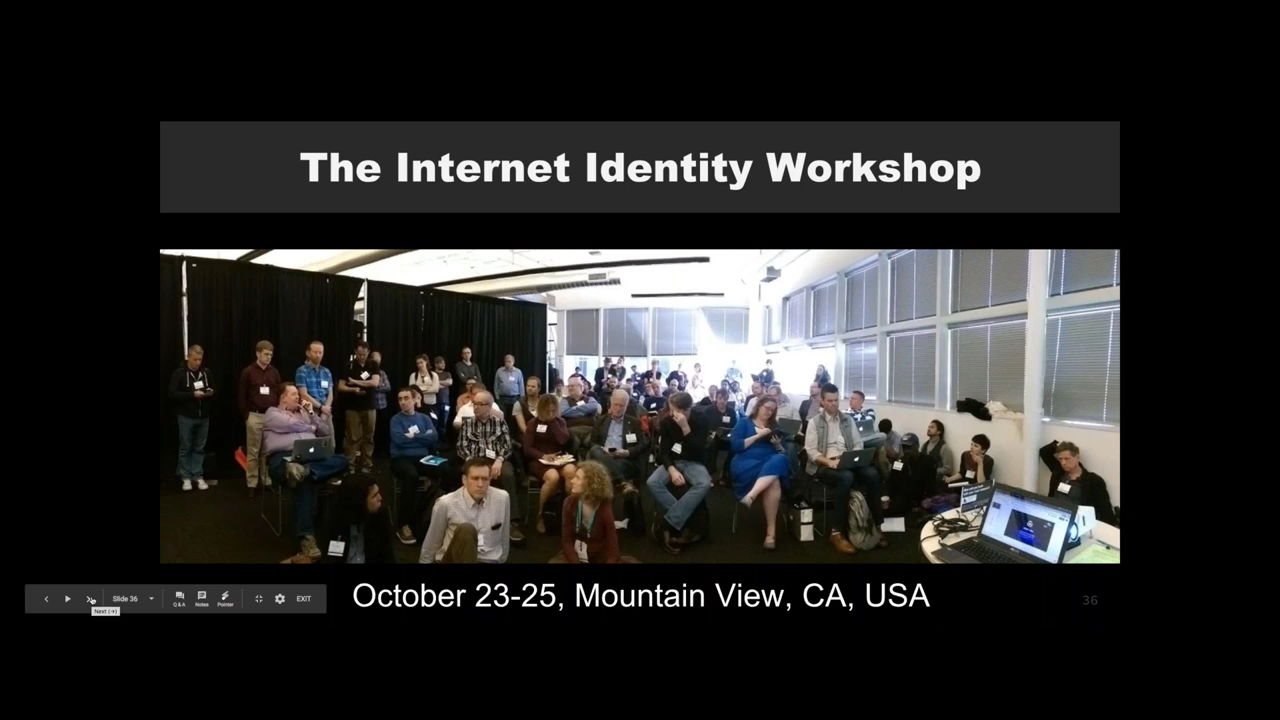 The Internet Identity Workshop
October 23-25, Mountain View, CA, USA
Slide 36
Q&A
Notes
Pointer
EXIT
Next (→)
36